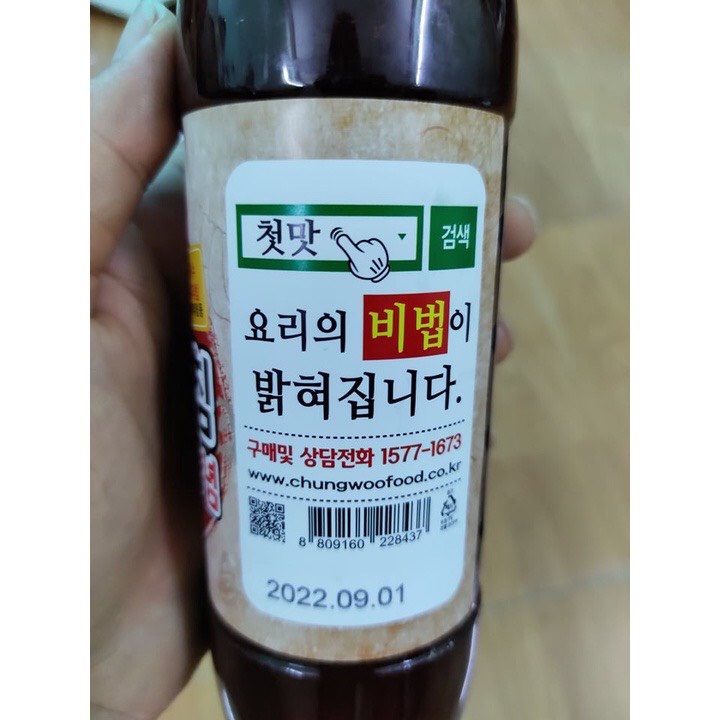 첫맛 검색
요리의 비법이
밝혀집니다.
구매및 상담전화 1577-1673
www.chungwoofood.co.kr
8 809160 228437
2022.09.01